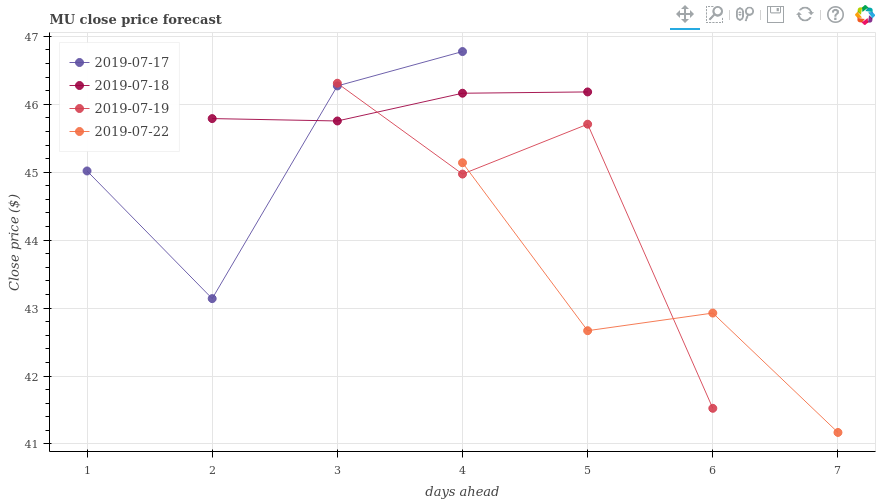 MU close price forecast
2019-07-17
2019-07-18
2019-07-19
2019-07-22
Close price ($)
47
46
45
44
43
42
41
1 2 3 4 5 6 7
days ahead